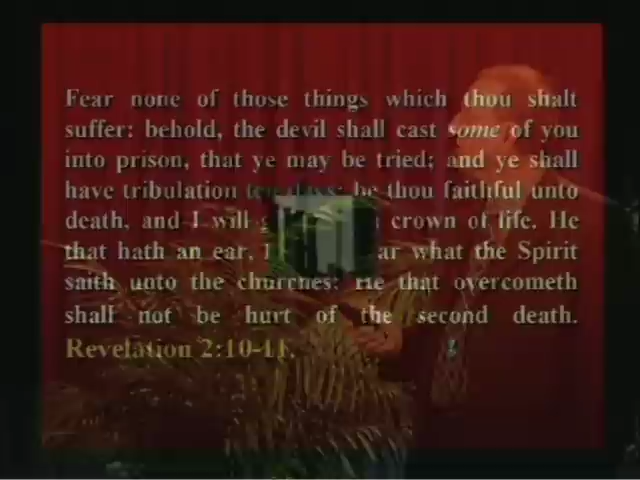 Fear none of those things which thou shalt
suffer: behold, the devil shall cast some of you
into prison, that ye may be tried; and ye shall
have tribulation ten days: be thou faithful unto
death, and I will crown of life. He
that hath an ear, what the Spirit
saith unto the churches: He that overcometh
shall not be hurt of the second death.
Revelation 2:10-11.